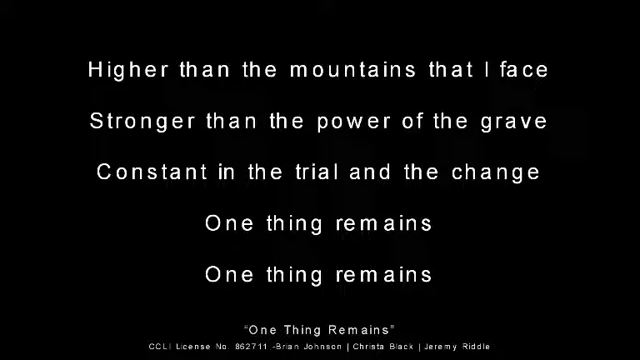 Higher than the mountains that I face
Stronger than the power of the grave
Constant in the trial and the change
One thing remains
One thing remains
"One Thing Remains"
CCLI License No. 862711 -Brian Johnson | Christa Black | Jeremy Riddle